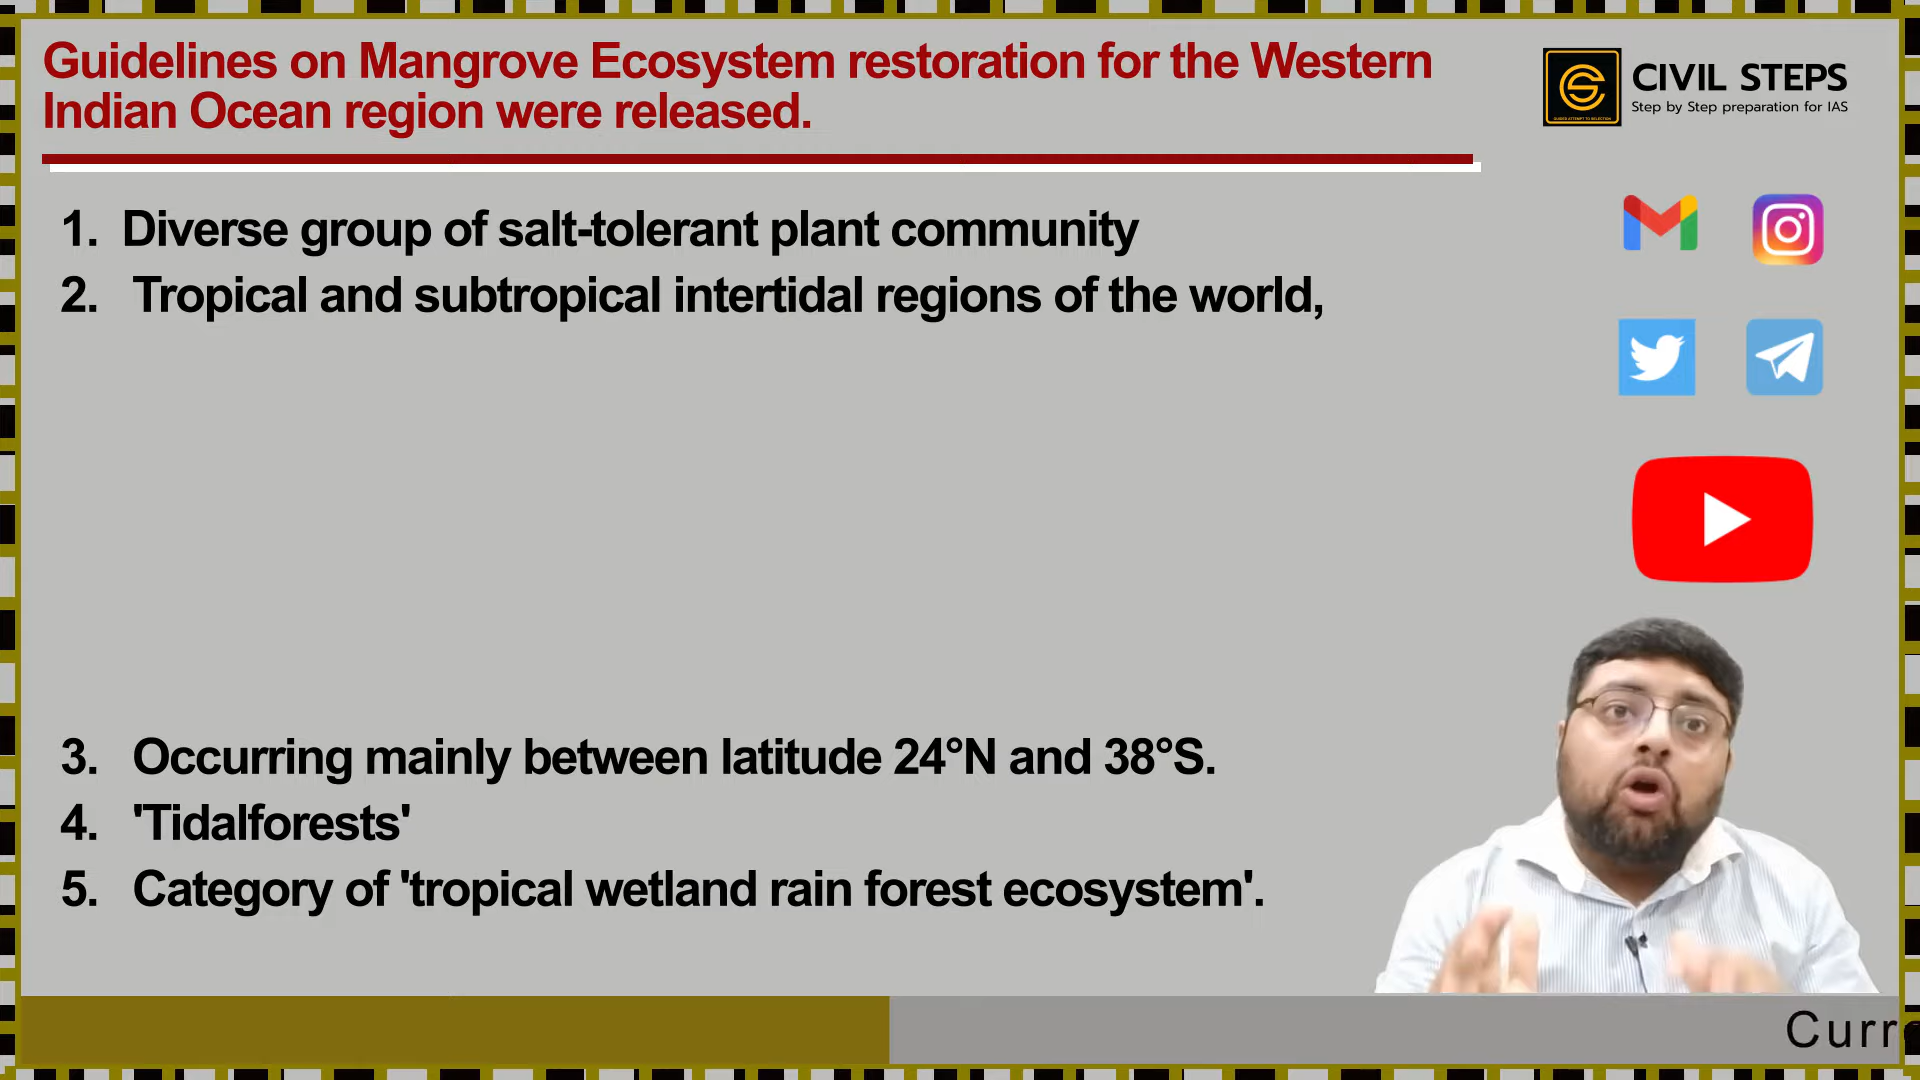 Guidelines on Mangrove Ecosystem restoration for the Western
Indian Ocean region were released.
CIVIL STEPS
Step by Step preparation for IAS
1. Diverse group of salt-tolerant plant community
2. Tropical and subtropical intertidal regions of the world,
3. Occurring mainly between latitude 24°N and 38°S.
4. 'Tidalforests'
5. Category of 'tropical wetland rain forest ecosystem'.
Curr